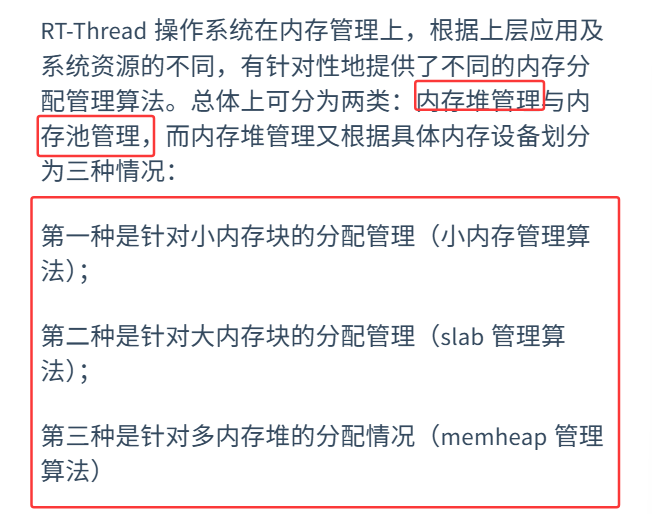 RT-Thread 操作系统在内存管理上，根据上层应用及
系统资源的不同，有针对性地提供了不同的内存分
配管理算法。总体上可分为两类：内存堆管理与内
存池管理，而内存堆管理又根据具体内存设备划分
为三种情况：
第一种是针对小内存块的分配管理（小内存管理算
法）；
第二种是针对大内存块的分配管理（slab 管理算
法）；
第三种是针对多内存堆的分配情况（memheap 管理
算法）